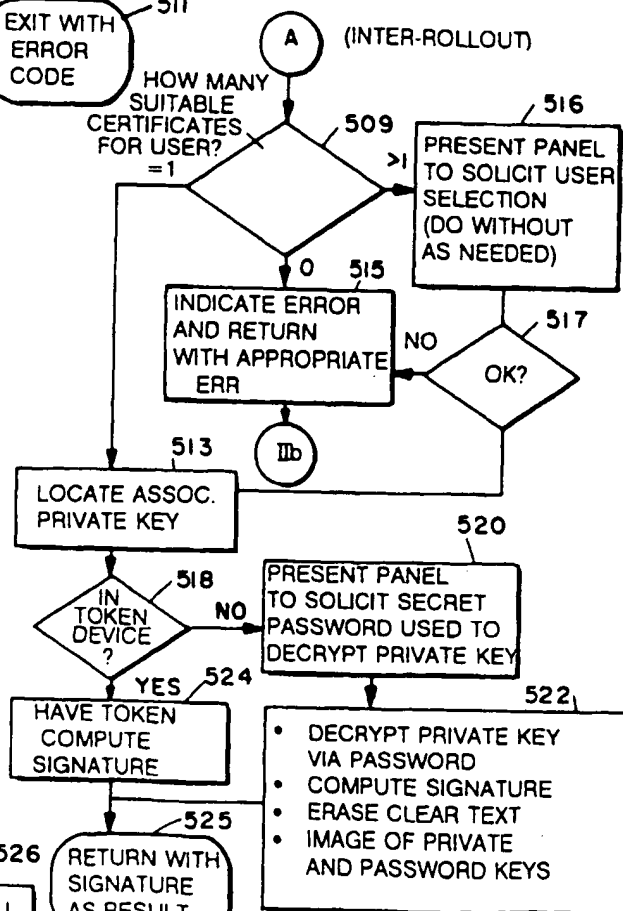 511
EXIT WITH
ERROR
CODE
A
(INTER-ROLLOUT)
HOW MANY
SUITABLE
CERTIFICATES
FOR USER?
=1
509
>1
516
PRESENT PANEL
TO SOLICIT USER
SELECTION
(DO WITHOUT
AS NEEDED)
0
515
INDICATE ERROR
AND RETURN
WITH APPROPRIATE
ERR
NO
517
OK?
IIb
513
LOCATE ASSOC.
PRIVATE KEY
518
IN
TOKEN
DEVICE
?
NO
520
PRESENT PANEL
TO SOLICIT SECRET
PASSWORD USED TO
DECRYPT PRIVATE KEY
YES
524
HAVE TOKEN
COMPUTE
SIGNATURE
522
• DECRYPT PRIVATE KEY
VIA PASSWORD
• COMPUTE SIGNATURE
• ERASE CLEAR TEXT
• IMAGE OF PRIVATE
AND PASSWORD KEYS
525
526
RETURN WITH
SIGNATURE
AS RESULT